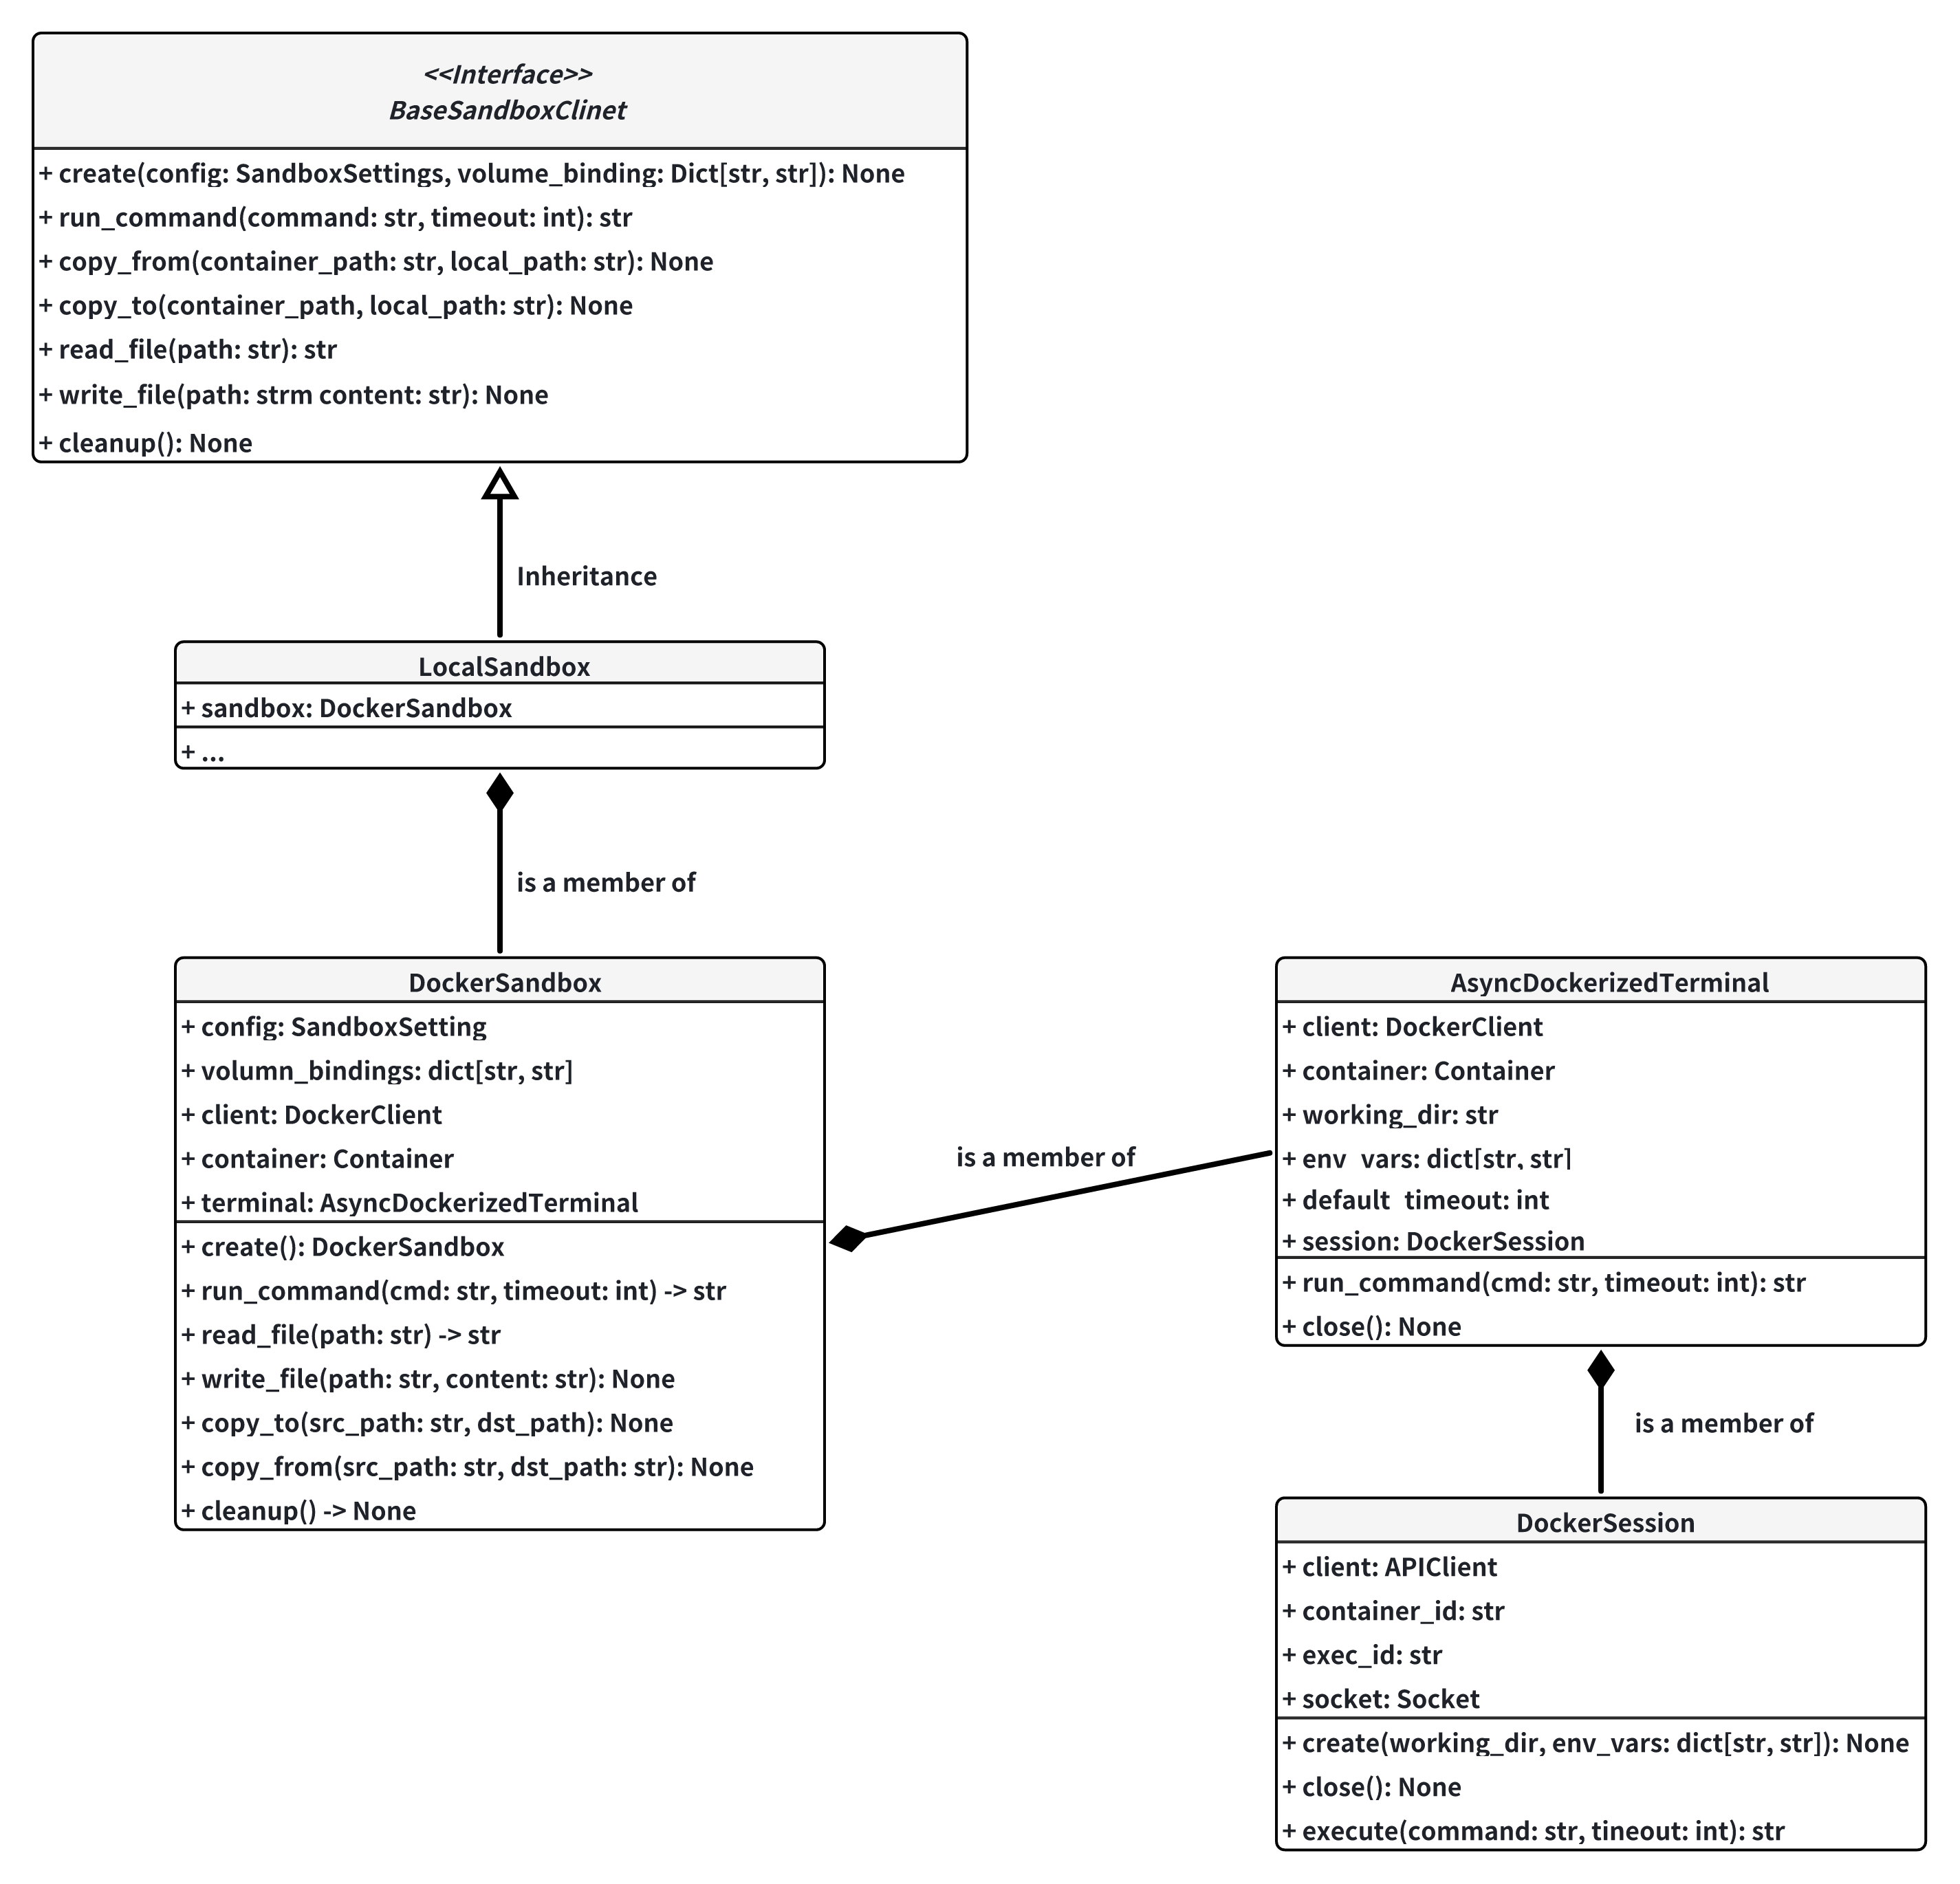 <<Interface>>
BaseSandboxClinet
+ create(config: SandboxSettings, volume_binding: Dict[str, str]): None
+ run_command(command: str, timeout: int): str
+ copy_from(container_path: str, local_path: str): None
+ copy_to(container_path, local_path: str): None
+ read_file(path: str): str
+ write_file(path: strm content: str): None
+ cleanup(): None
Inheritance
LocalSandbox
+ sandbox: DockerSandbox
+ ...
is a member of
DockerSandbox
+ config: SandboxSetting
+ volumn_bindings: dict[str, str]
+ client: DockerClient
+ container: Container
+ terminal: AsyncDockerizedTerminal
+ create(): DockerSandbox
+ run_command(cmd: str, timeout: int) -> str
+ read_file(path: str) -> str
+ write_file(path: str, content: str): None
+ copy_to(src_path: str, dst_path): None
+ copy_from(src_path: str, dst_path: str): None
+ cleanup() -> None
is a member of
AsyncDockerizedTerminal
+ client: DockerClient
+ container: Container
+ working_dir: str
+ env_vars: dict[str, str]
+ default_timeout: int
+ session: DockerSession
+ run_command(cmd: str, timeout: int): str
+ close(): None
is a member of
DockerSession
+ client: APIClient
+ container_id: str
+ exec_id: str
+ socket: Socket
+ create(working_dir, env_vars: dict[str, str]): None
+ close(): None
+ execute(command: str, tineout: int): str